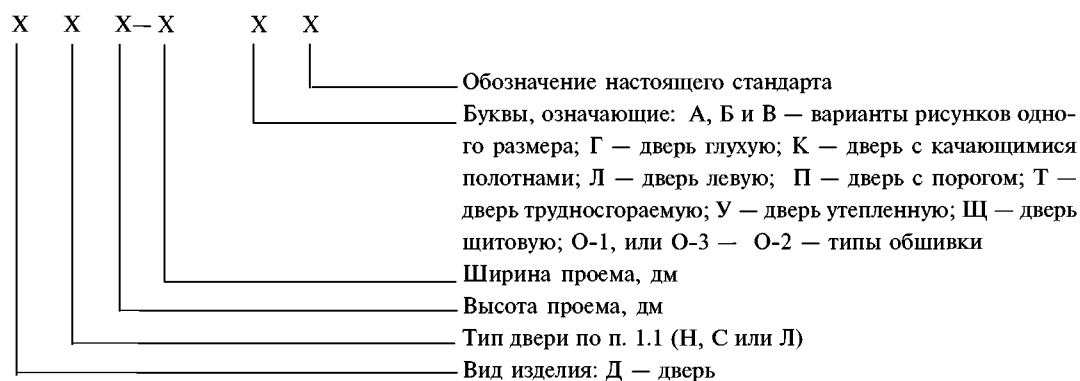 Х Х Х–Х Х Х
Обозначение настоящего стандарта
Буквы, означающие: А, Б и В — варианты рисунков одно-
го размера; Г — дверь глухую; К — дверь с качающимися
полотнами; Л — дверь левую; П — дверь с порогом; Т —
дверь трудносгораемую; У — дверь утепленную; Щ — дверь
щитовую; О-1, или О-3 — О-2 — типы обшивки
Ширина проема, дм
Высота проема, дм
Тип двери по п. 1.1 (Н, С или Л)
Вид изделия: Д — дверь